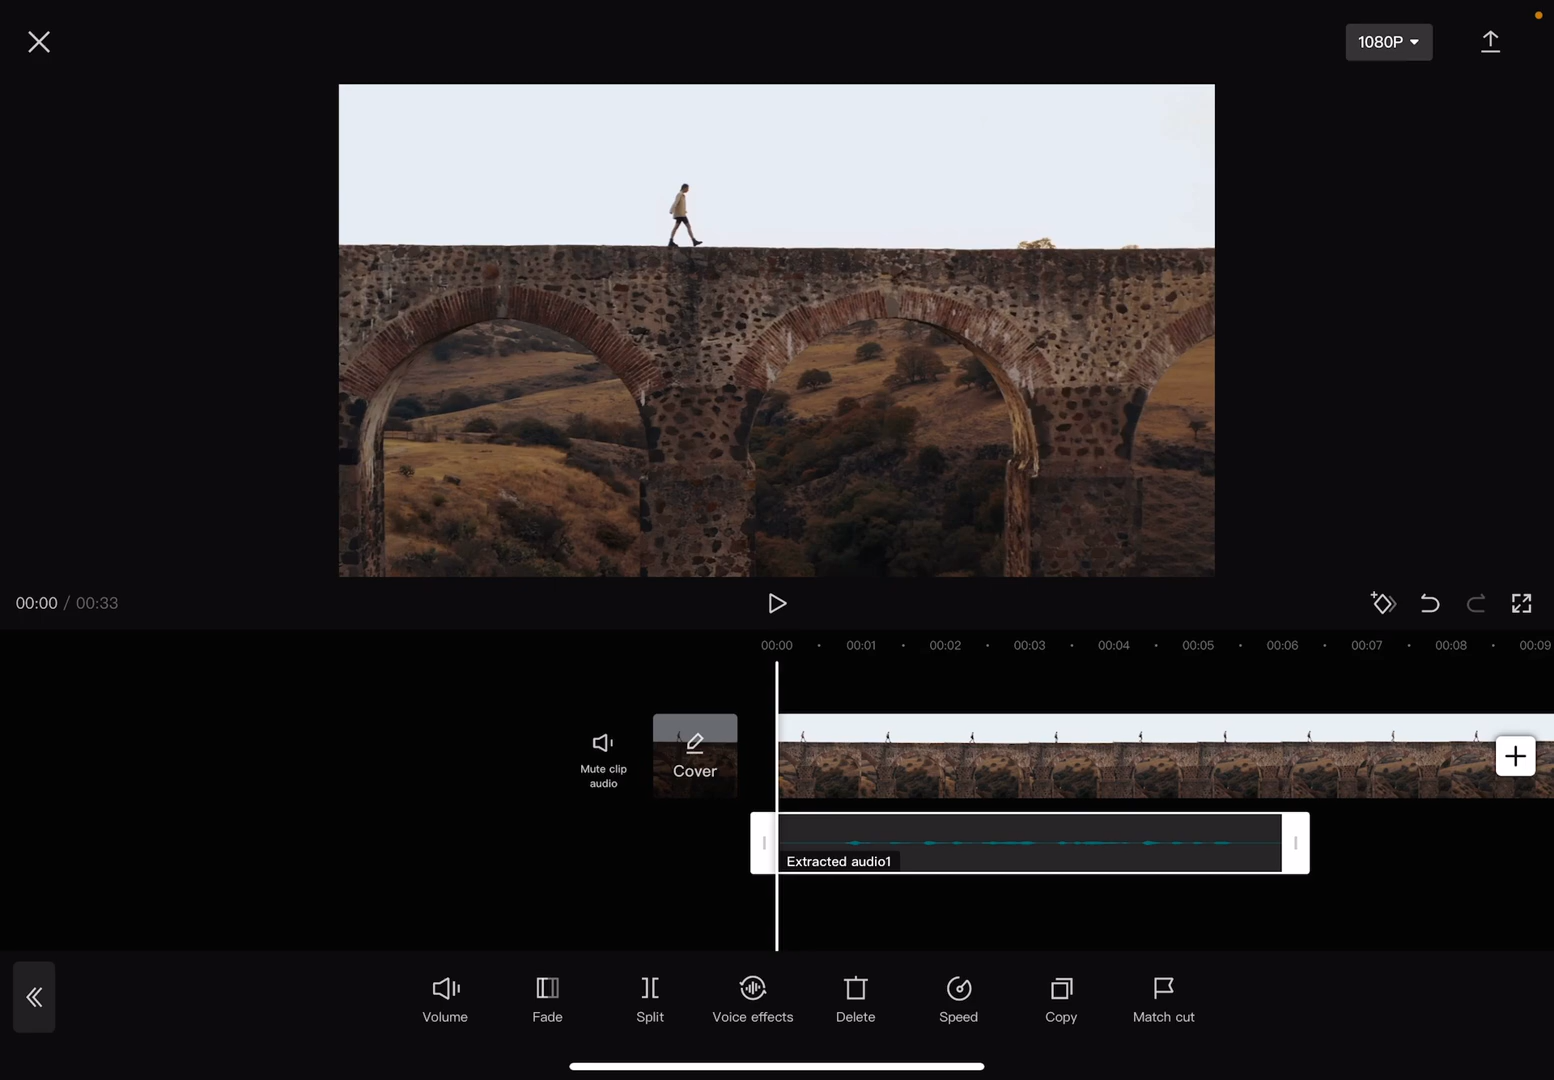 1080P
00:00 / 00:33
00:00 00:01 00:02 00:03 00:04 00:05 00:06 00:07 00:08 00:09
Mute clip
audio
Cover
Extracted audio1
Volume
Fade
Split
Voice effects
Delete
Speed
Copy
Match cut